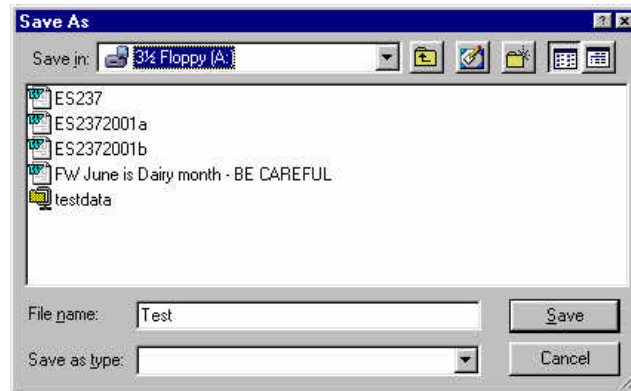 Save As
Save in: 3½ Floppy (A:)
ES237
ES2372001a
ES2372001b
FW June is Dairy month - BE CAREFUL
testdata
File name: Test Save
Save as type: Cancel